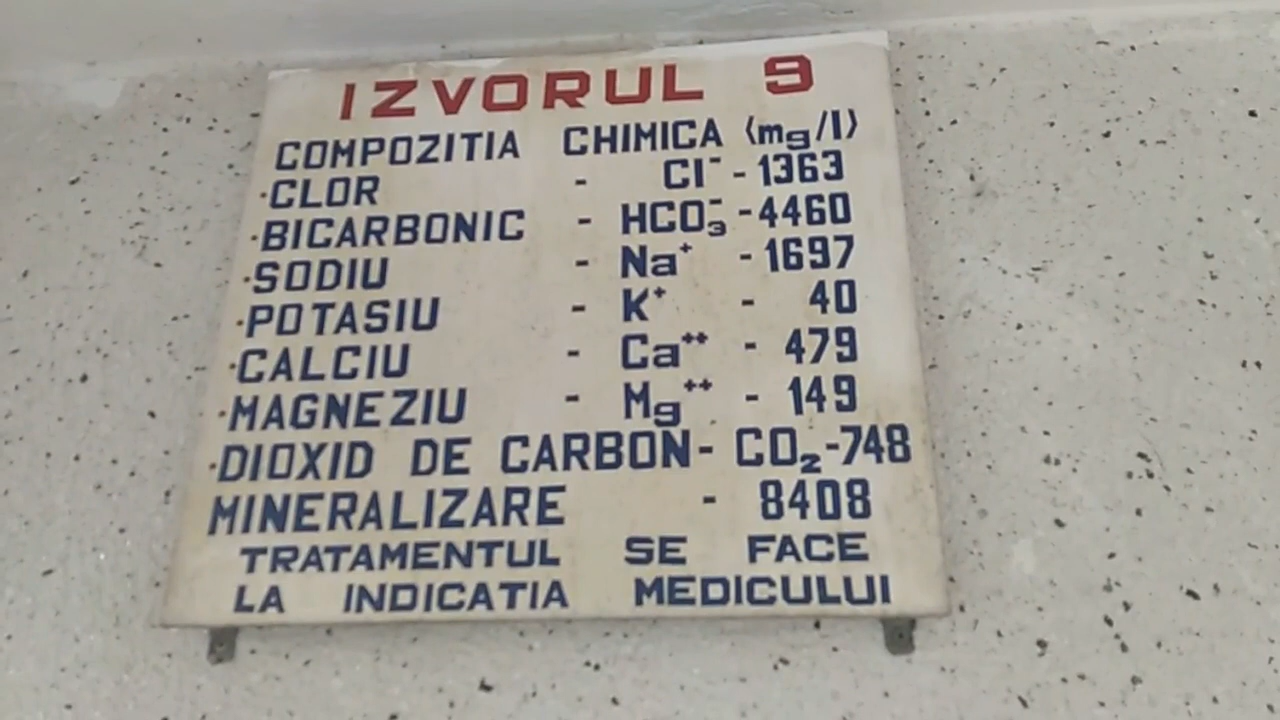 IZVORUL 9
COMPOZITIA CHIMICA (mg/l)
·CLOR - Cl⁻ - 1363
·BICARBONIC - HCO₃⁻ - 4460
·SODIU - Na⁺ - 1697
·POTASIU - K⁺ - 40
·CALCIU - Ca⁺⁺ - 479
·MAGNEZIU - Mg⁺⁺ - 149
·DIOXID DE CARBON - CO₂ - 748
MINERALIZARE - 8408
TRATAMENTUL SE FACE
LA INDICATIA MEDICULUI